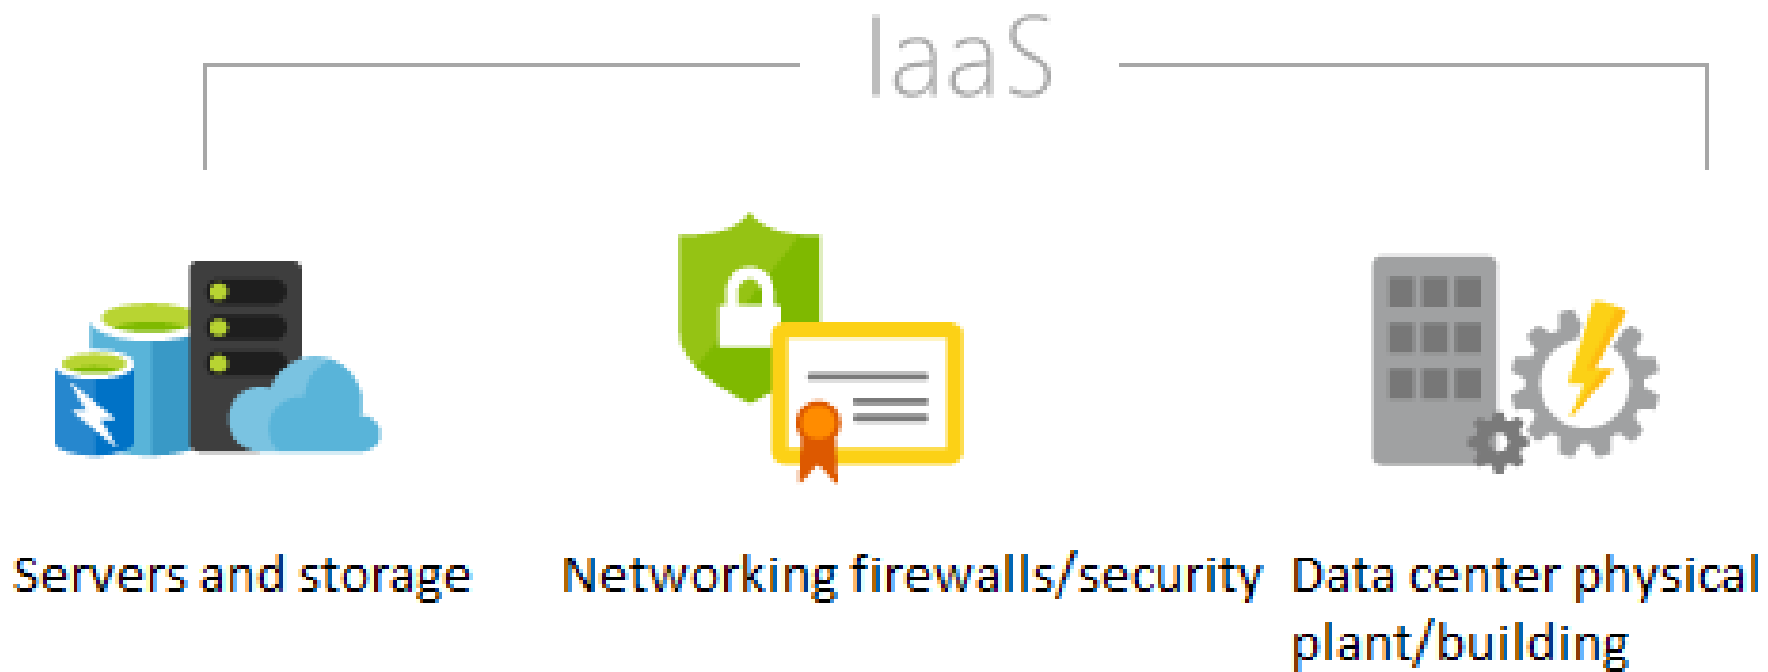 IaaS
Servers and storage
Networking firewalls/security
Data center physical
plant/building